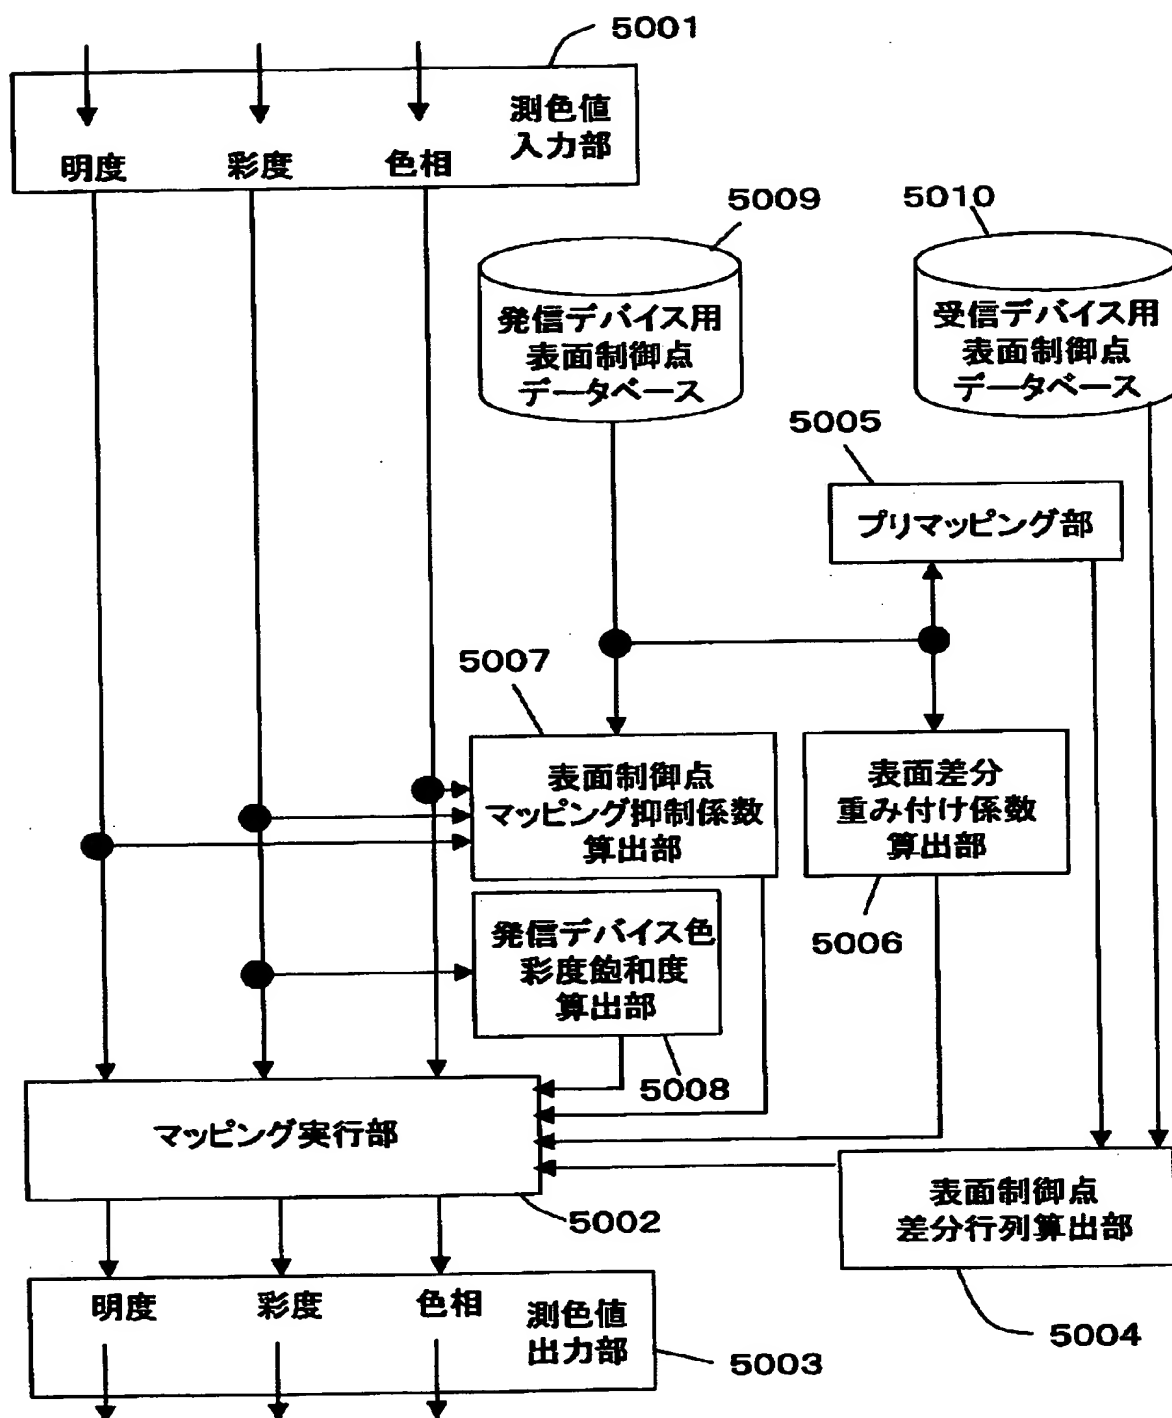 5001
測色値
入力部
明度
彩度
色相
5009
5010
発信デバイス用
表面制御点
データベース
受信デバイス用
表面制御点
データベース
5005
プリマッピング部
5007
表面制御点
マッピング抑制係数
算出部
表面差分
重み付け係数
算出部
5006
発信デバイス色
彩度飽和度
算出部
5008
マッピング実行部
5002
表面制御点
差分行列算出部
5004
明度
彩度
色相
測色値
出力部
5003